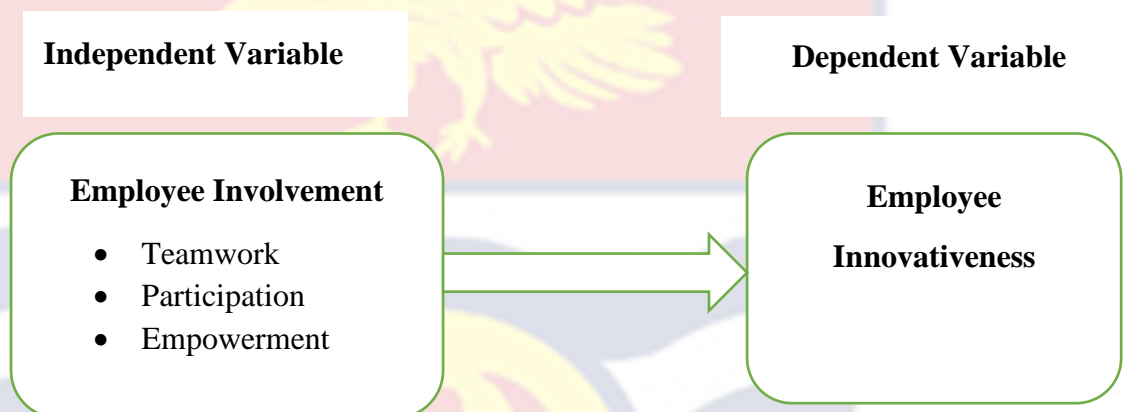 Independent Variable
Dependent Variable
Employee Involvement
• Teamwork
• Participation
• Empowerment
Employee
Innovativeness